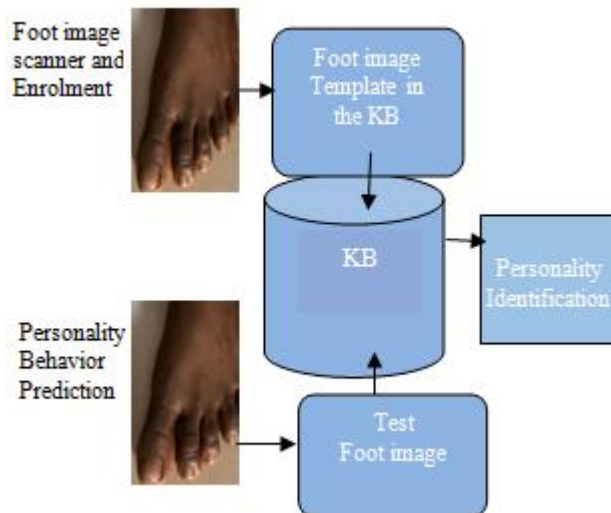 Foot image
scanner and
Enrolment
Foot image
Template in
the KB
KB
Personality
Identification
Personality
Behavior
Prediction
Test
Foot image